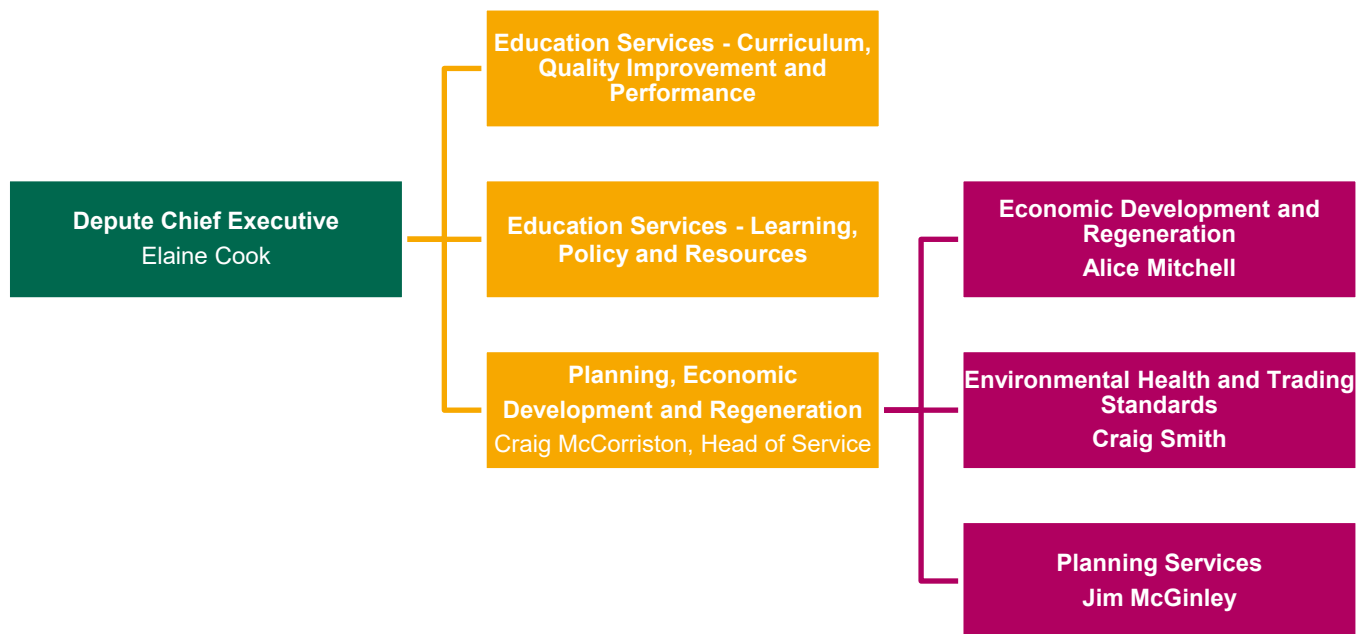 Education Services - Curriculum,
Quality Improvement and
Performance
Depute Chief Executive
Elaine Cook
Education Services - Learning,
Policy and Resources
Economic Development and
Regeneration
Alice Mitchell
Planning, Economic
Development and Regeneration
Craig McCorriston, Head of Service
Environmental Health and Trading
Standards
Craig Smith
Planning Services
Jim McGinley